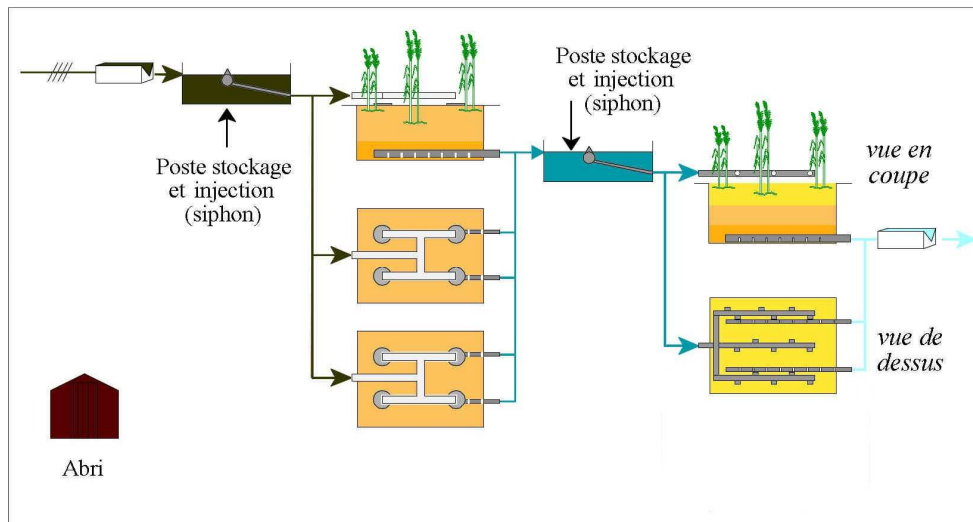 Poste stockage
et injection
(siphon)
Poste stockage
et injection
(siphon)
vue en
coupe
vue de
dessus
Abri